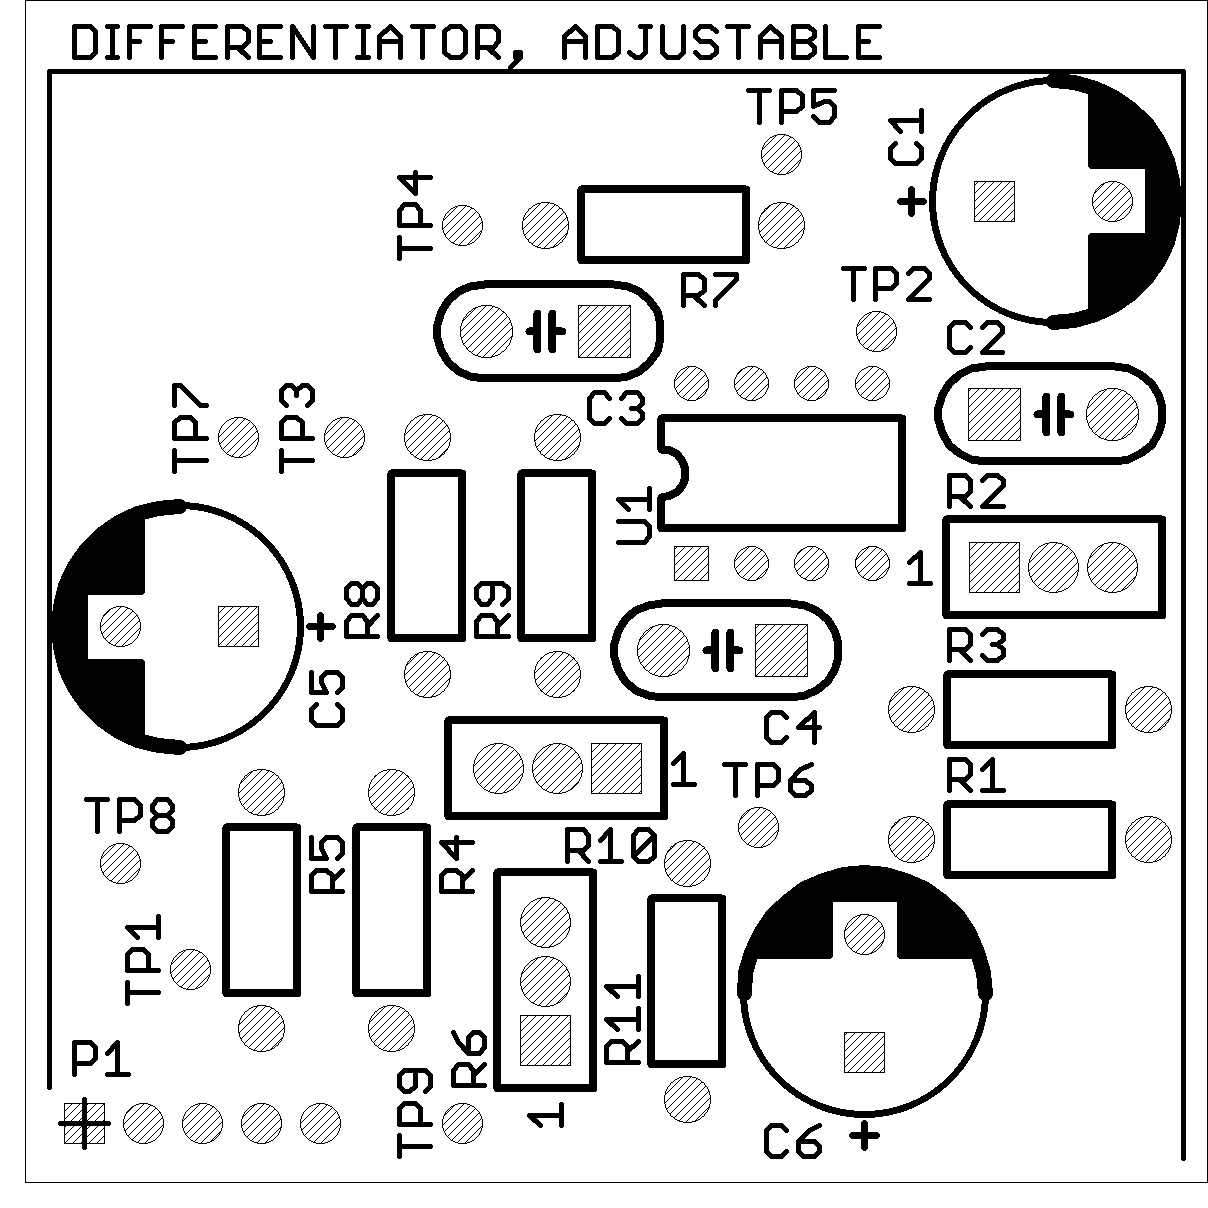 DIFFERENTIATOR, ADJUSTABLE
TP5
C1
+
TP4
R7
TP2
C2
C3
TP7
TP3
R2
U1
1
R8
R9
+
C5
R3
C4
R1
1
TP6
TP8
R10
R5
R4
TP1
R11
R6
P1
TP9
1
C6
+